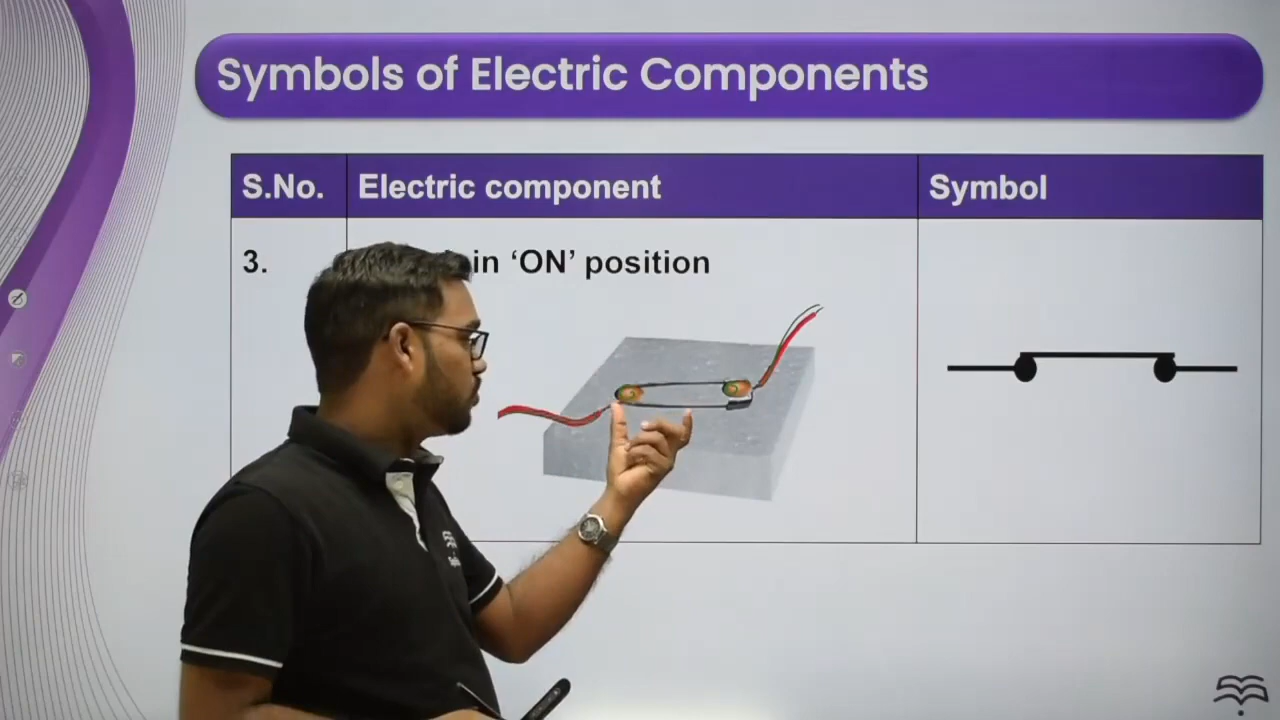 Symbols of Electric Components
S.No.
Electric component
Symbol
3.
in ‘ON’ position